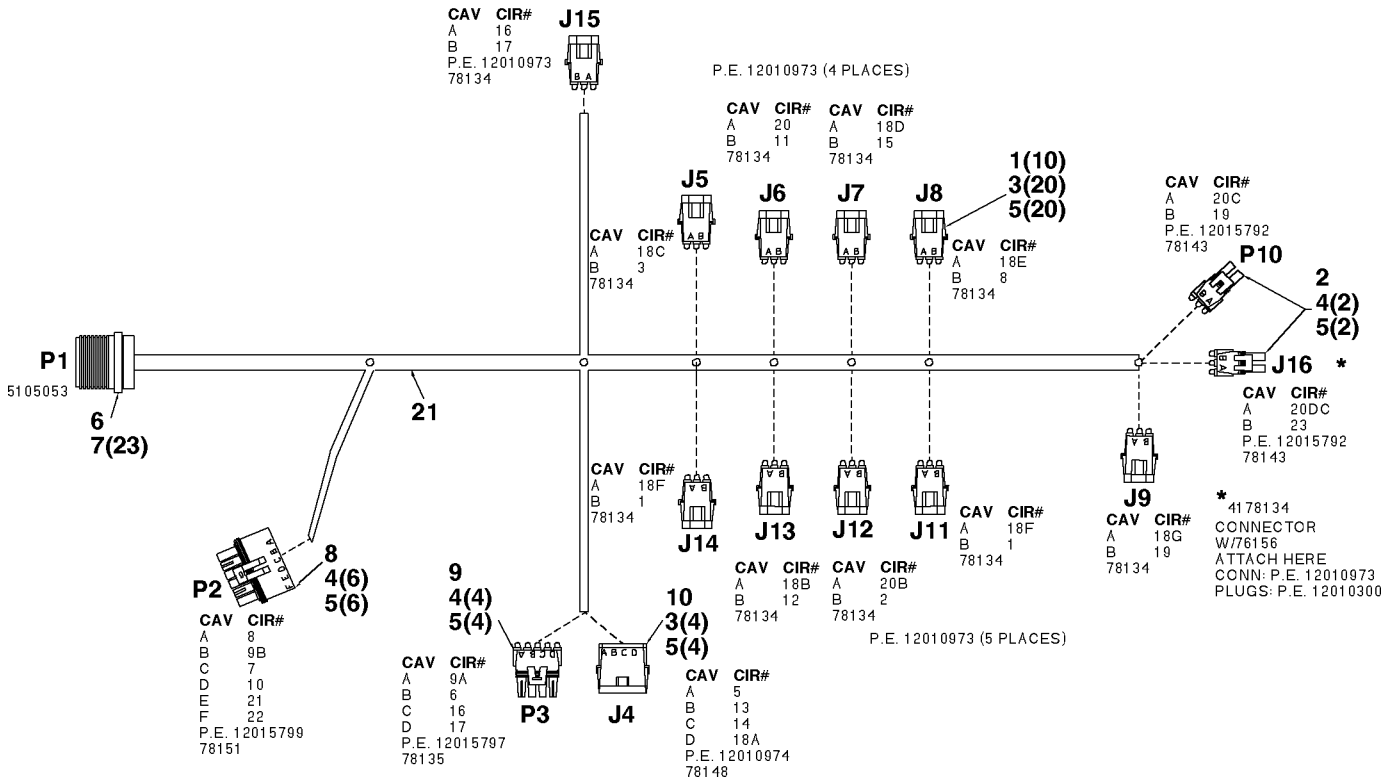 CAV CIR#
A 16
B 17
P.E. 12010973
78134
J15
B A
P.E. 12010973 (4 PLACES)
CAV CIR#
A 20
B 11
78134
CAV CIR#
A 18D
B 15
78134
J5
A B
J6
A B
J7
A B
J8
A B
1(10)
3(20)
5(20)
CAV CIR#
A 18C
B 3
78134
CAV CIR#
A 18E
B 8
78134
CAV CIR#
A 20C
B 19
P.E. 12015792
78143
P10
B A
2
4(2)
5(2)
P1
5105053
6
7(23)
21
J16 *
B A
CAV CIR#
A 20DC
B 23
P.E. 12015792
78143
CAV CIR#
A 18F
B 1
78134
J14
B A
J13
B A
J12
B A
J11
B A
CAV CIR#
A 18F
B 1
78134
J9
B A
CAV CIR#
A 18G
B 19
78134
*
4178134
CONNECTOR
W/76156
ATTACH HERE
CONN: P.E. 12010973
PLUGS: P.E. 12010300
CAV CIR#
A 18B
B 12
78134
CAV CIR#
A 20B
B 2
78134
P.E. 12010973 (5 PLACES)
P2
F E D C B A
8
4(6)
5(6)
CAV CIR#
A 8
B 9B
C 7
D 10
E 21
F 22
P.E. 12015799
78151
9
4(4)
5(4)
10
3(4)
5(4)
CAV CIR#
A 9A
B 6
C 16
D 17
P.E. 12015797
78135
D C B A
P3
A B C D
J4
CAV CIR#
A 5
B 13
C 14
D 18A
P.E. 12010974
78148